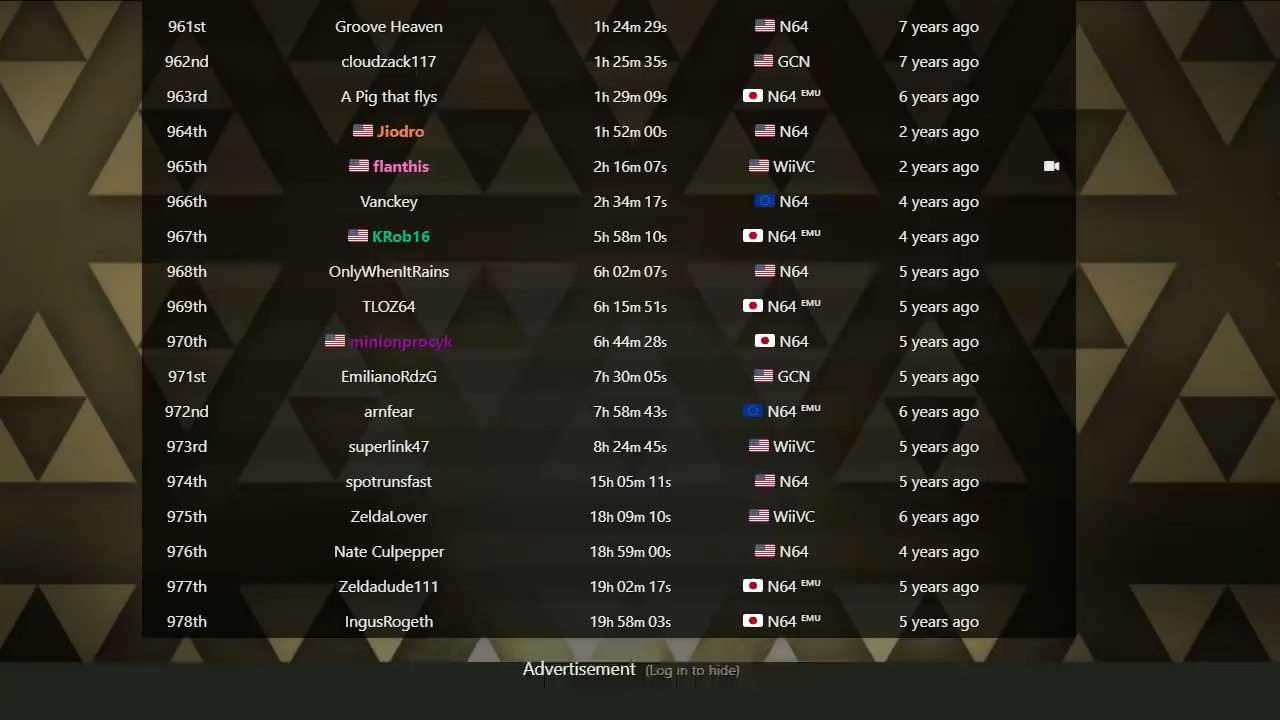 961st Groove Heaven 1h 24m 29s N64 7 years ago
962nd cloudzack117 1h 25m 35s GCN 7 years ago
963rd A Pig that flys 1h 29m 09s N64 EMU 6 years ago
964th Jiodro 1h 52m 00s N64 2 years ago
965th flanthis 2h 16m 07s WiiVC 2 years ago
966th Vanckey 2h 34m 17s N64 4 years ago
967th KRob16 5h 58m 10s N64 EMU 4 years ago
968th OnlyWhenItRains 6h 02m 07s N64 5 years ago
969th TLOZ64 6h 15m 51s N64 EMU 5 years ago
970th minionprocyk 6h 44m 28s N64 5 years ago
971st EmilianoRdzG 7h 30m 05s GCN 5 years ago
972nd arnfear 7h 58m 43s N64 EMU 6 years ago
973rd superlink47 8h 24m 45s WiiVC 5 years ago
974th spotrunsfast 15h 05m 11s N64 5 years ago
975th ZeldaLover 18h 09m 10s WiiVC 6 years ago
976th Nate Culpepper 18h 59m 00s N64 4 years ago
977th Zeldadude111 19h 02m 17s N64 EMU 5 years ago
978th IngusRogeth 19h 58m 03s N64 EMU 5 years ago
Advertisement (Log in to hide)